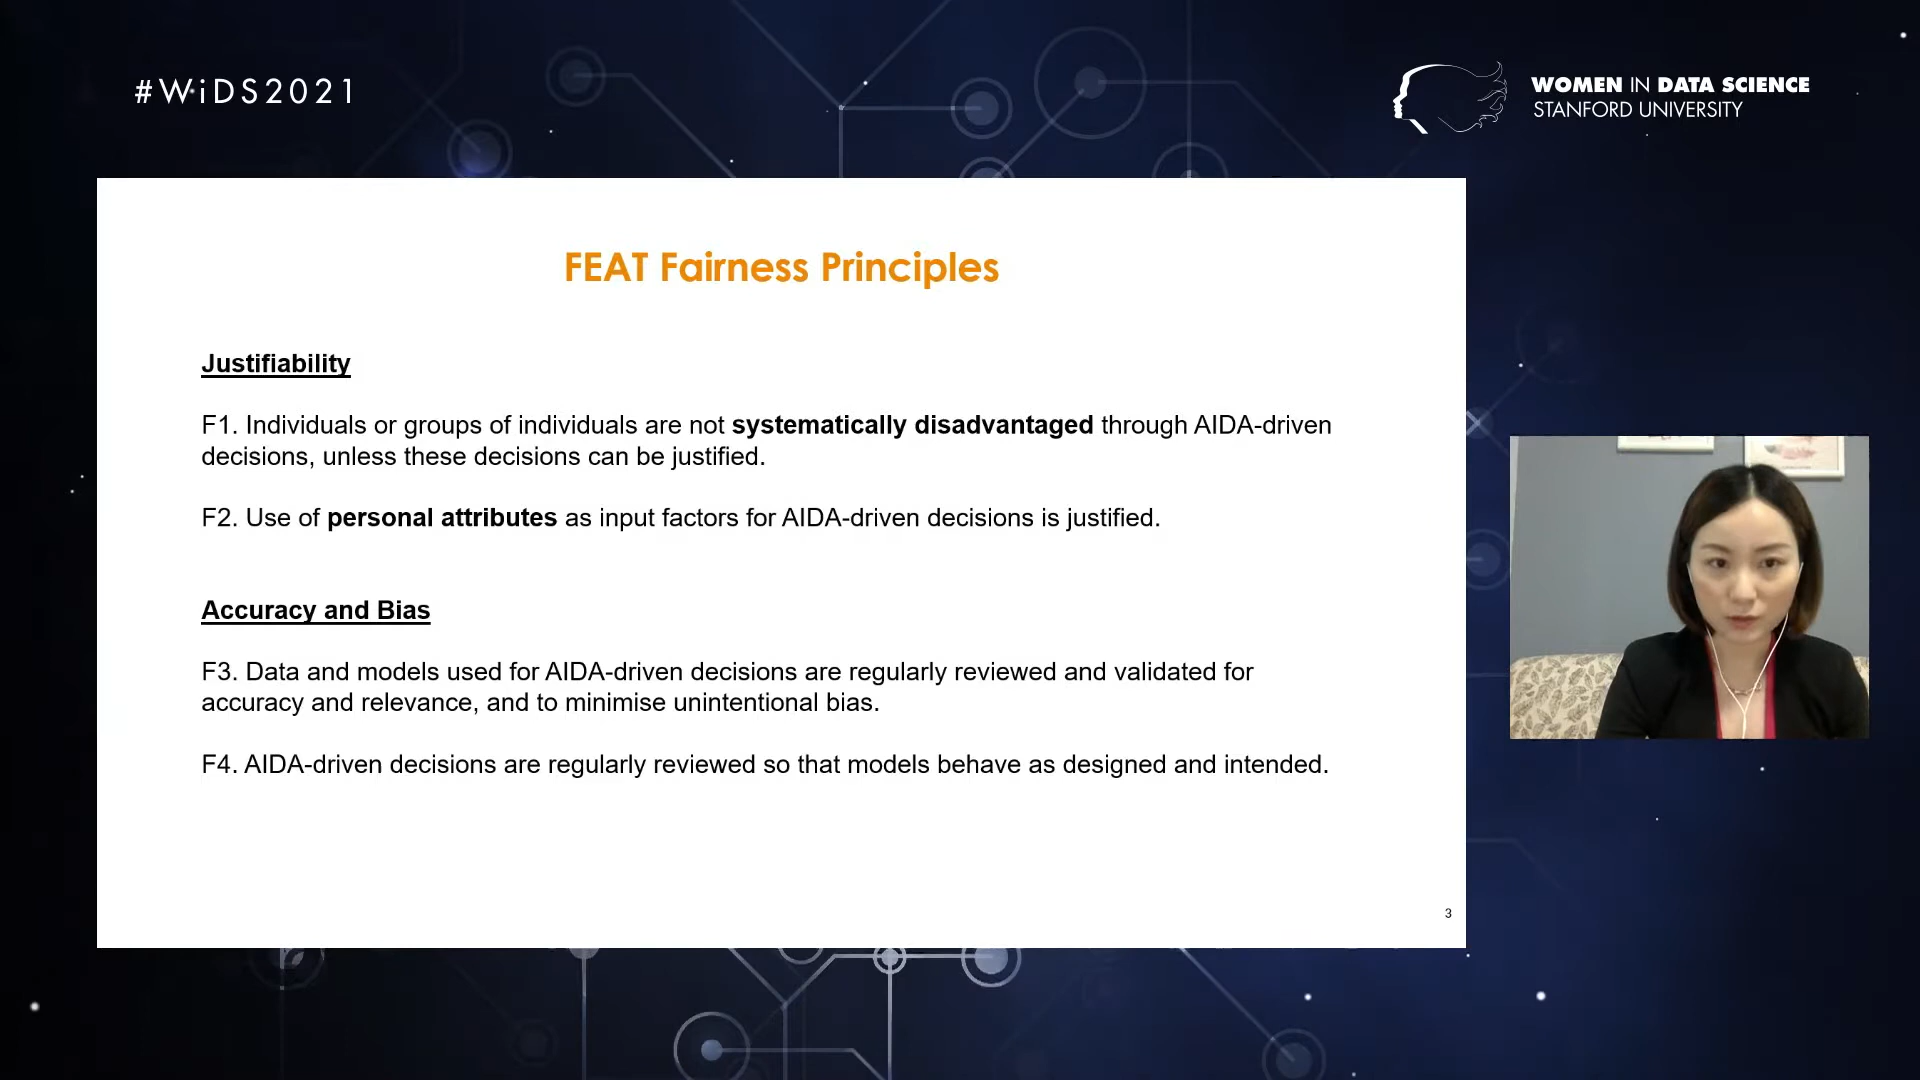 #WiDS2021
WOMEN IN DATA SCIENCE
STANFORD UNIVERSITY
FEAT Fairness Principles
Justifiability
F1. Individuals or groups of individuals are not systematically disadvantaged through AIDA-driven
decisions, unless these decisions can be justified.
F2. Use of personal attributes as input factors for AIDA-driven decisions is justified.
Accuracy and Bias
F3. Data and models used for AIDA-driven decisions are regularly reviewed and validated for
accuracy and relevance, and to minimise unintentional bias.
F4. AIDA-driven decisions are regularly reviewed so that models behave as designed and intended.
3